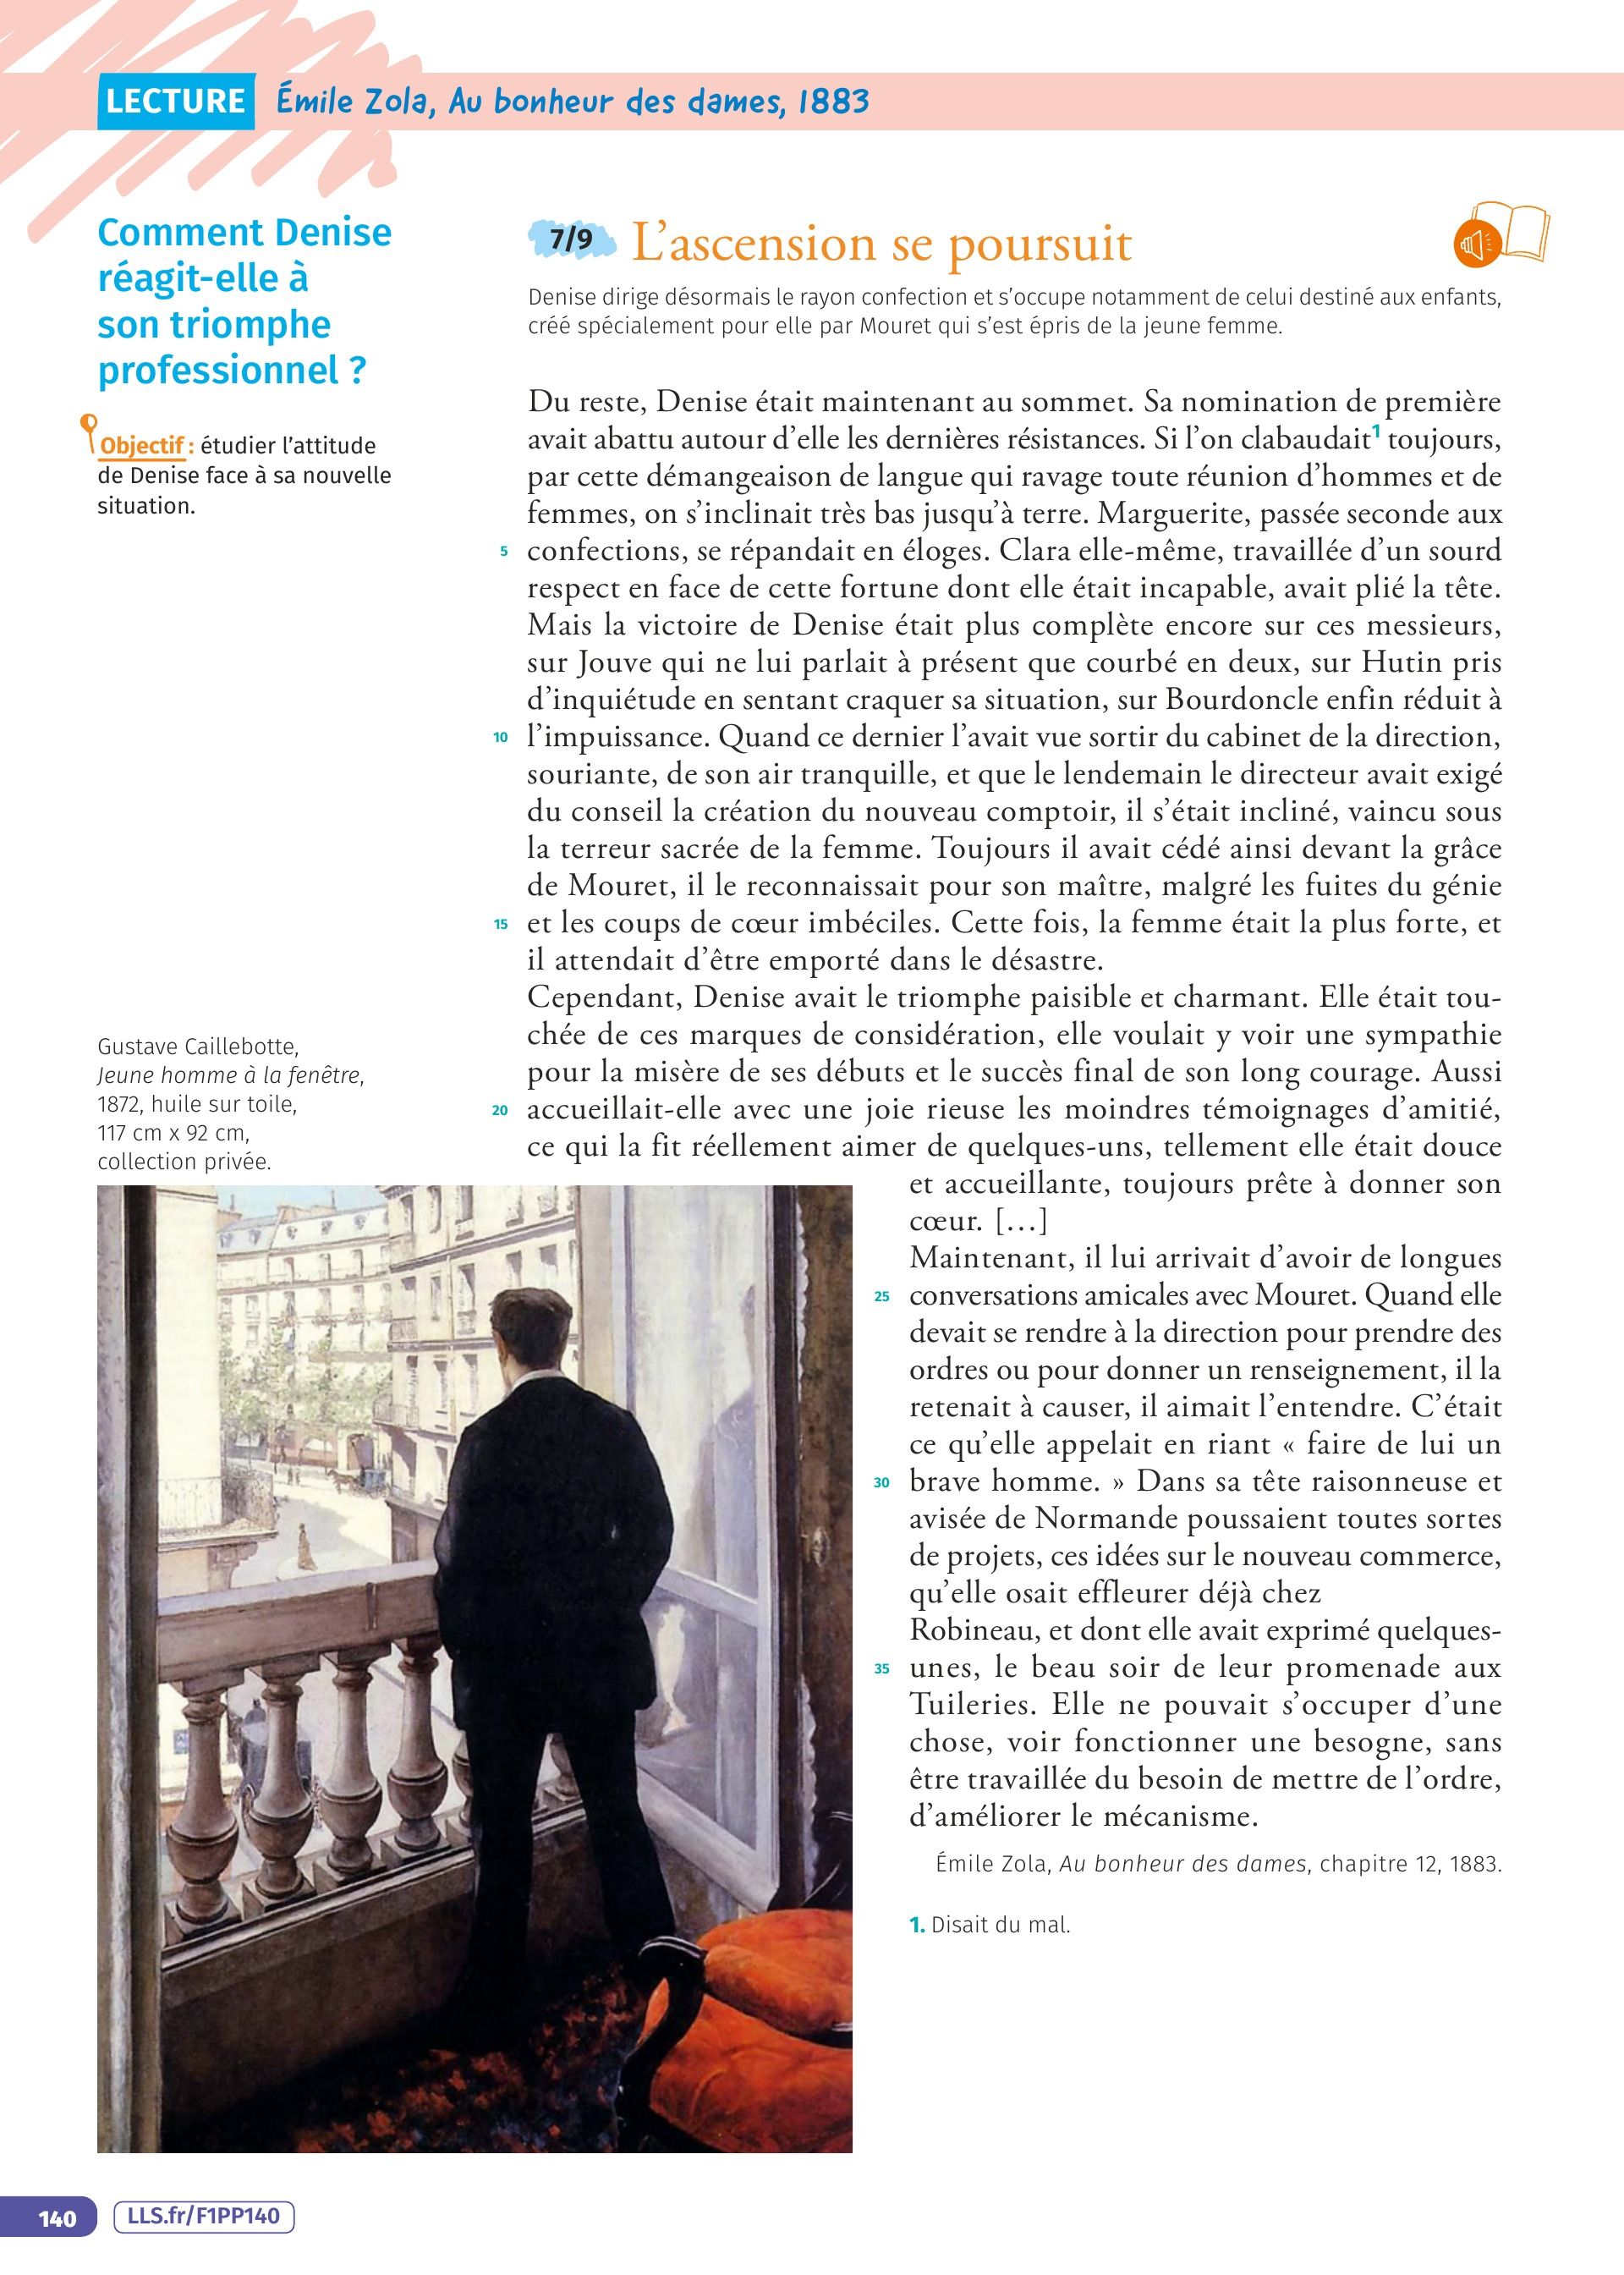 LECTURE Émile Zola, Au bonheur des dames, 1883
Comment Denise
réagit-elle à
son triomphe
professionnel ?
Objectif : étudier l'attitude
de Denise face à sa nouvelle
situation.
7/9 L'ascension se poursuit
Denise dirige désormais le rayon confection et s'occupe notamment de celui destiné aux enfants,
créé spécialement pour elle par Mouret qui s'est épris de la jeune femme.
Du reste, Denise était maintenant au sommet. Sa nomination de première
avait abattu autour d'elle les dernières résistances. Si l'on clabaudait1 toujours,
par cette démangeaison de langue qui ravage toute réunion d'hommes et de
femmes, on s'inclinait très bas jusqu'à terre. Marguerite, passée seconde aux
5 confections, se répandait en éloges. Clara elle-même, travaillée d'un sourd
respect en face de cette fortune dont elle était incapable, avait plié la tête.
Mais la victoire de Denise était plus complète encore sur ces messieurs,
sur Jouve qui ne lui parlait à présent que courbé en deux, sur Hutin pris
d'inquiétude en sentant craquer sa situation, sur Bourdoncle enfin réduit à
10 l'impuissance. Quand ce dernier l'avait vue sortir du cabinet de la direction,
souriante, de son air tranquille, et que le lendemain le directeur avait exigé
du conseil la création du nouveau comptoir, il s'était incliné, vaincu sous
la terreur sacrée de la femme. Toujours il avait cédé ainsi devant la grâce
de Mouret, il le reconnaissait pour son maître, malgré les fuites du génie
15 et les coups de cœur imbéciles. Cette fois, la femme était la plus forte, et
il attendait d'être emporté dans le désastre.
Cependant, Denise avait le triomphe paisible et charmant. Elle était tou-
chée de ces marques de considération, elle voulait y voir une sympathie
pour la misère de ses débuts et le succès final de son long courage. Aussi
20 accueillait-elle avec une joie rieuse les moindres témoignages d'amitié,
ce qui la fit réellement aimer de quelques-uns, tellement elle était douce
et accueillante, toujours prête à donner son
cœur. […]
Maintenant, il lui arrivait d'avoir de longues
25 conversations amicales avec Mouret. Quand elle
devait se rendre à la direction pour prendre des
ordres ou pour donner un renseignement, il la
retenait à causer, il aimait l'entendre. C'était
ce qu'elle appelait en riant « faire de lui un
30 brave homme. » Dans sa tête raisonneuse et
avisée de Normande poussaient toutes sortes
de projets, ces idées sur le nouveau commerce,
qu'elle osait effleurer déjà chez
Robineau, et dont elle avait exprimé quelques-
35 unes, le beau soir de leur promenade aux
Tuileries. Elle ne pouvait s'occuper d'une
chose, voir fonctionner une besogne, sans
être travaillée du besoin de mettre de l'ordre,
d'améliorer le mécanisme.
Émile Zola, Au bonheur des dames, chapitre 12, 1883.
1. Disait du mal.
Gustave Caillebotte,
Jeune homme à la fenêtre,
1872, huile sur toile,
117 cm x 92 cm,
collection privée.
140 LLS.fr/F1PP140